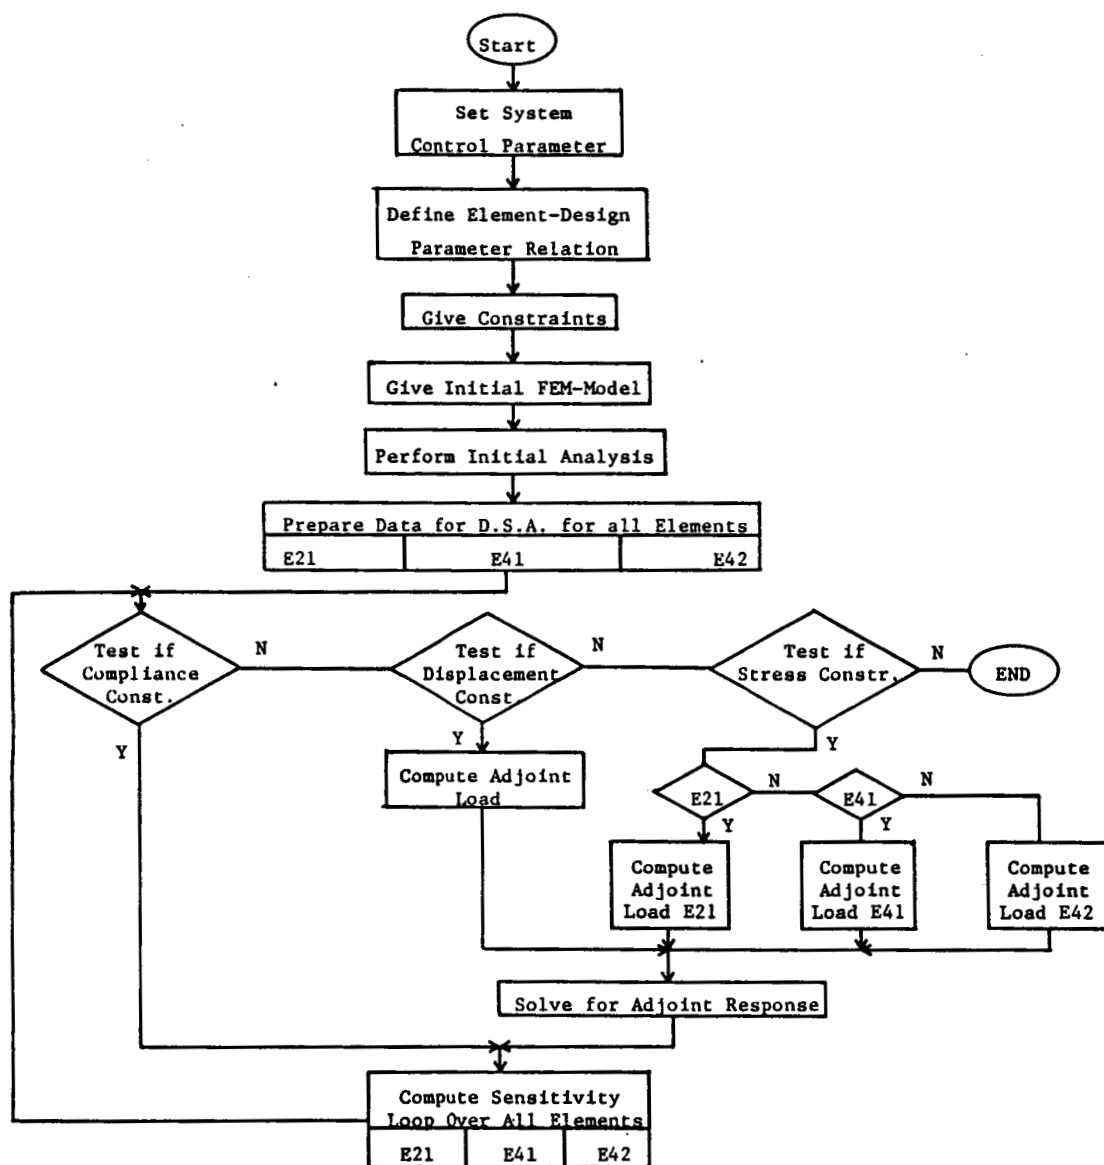 Start
Set System
Control Parameter
Define Element-Design
Parameter Relation
Give Constraints
Give Initial FEM-Model
Perform Initial Analysis
Prepare Data for D.S.A. for all Elements
E21 E41 E42
Test if
Compliance
Const.
N
Y
Test if
Displacement
Const.
N
Y
Test if
Stress Constr.
N
END
Y
Compute Adjoint
Load
E21
N
Y
E41
N
Y
Compute
Adjoint
Load E21
Compute
Adjoint
Load E41
Compute
Adjoint
Load E42
Solve for Adjoint Response
Compute Sensitivity
Loop Over All Elements
E21 E41 E42